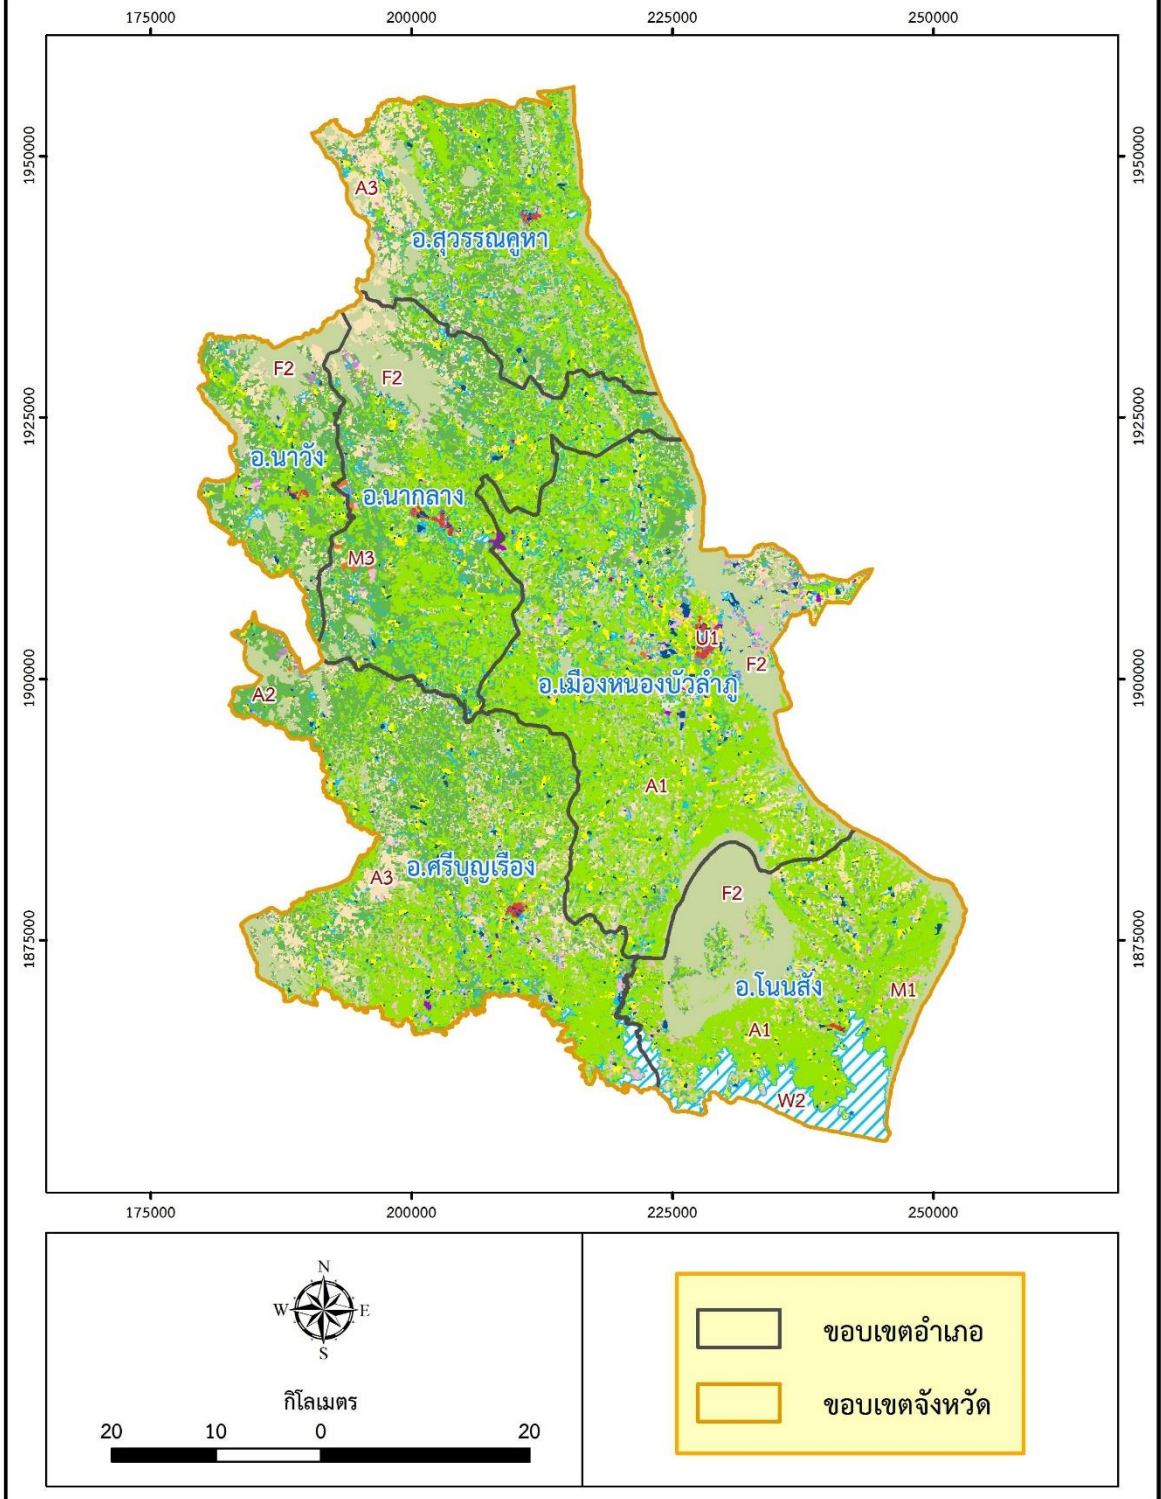 175000 200000 225000 250000
1950000 1950000
A3
อ.สุวรรณคูหา
F2 F2
1925000 1925000
อ.นาวัง
อ.นากลาง
M3
U1
F2
1900000 1900000
A2
อ.เมืองหนองบัวลำภู
A1
อ.ศรีบุญเรือง
A3
F2
1875000 1875000
อ.โนนสัง
M1
A1
W2
175000 200000 225000 250000
N
W E
S
กิโลเมตร
20 10 0 20
ขอบเขตอำเภอ
ขอบเขตจังหวัด